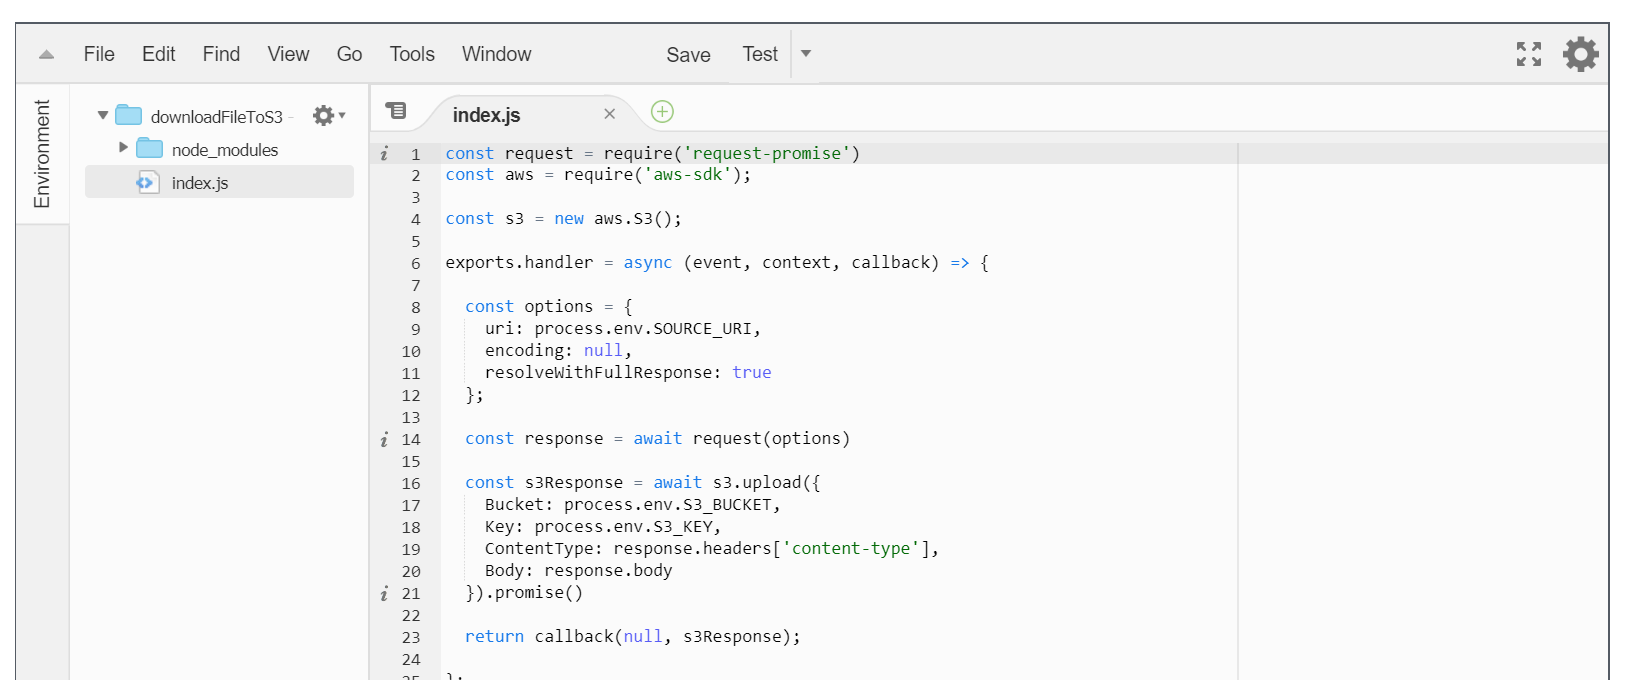 File Edit Find View Go Tools Window Save Test
Environment
downloadFileToS3
node_modules
index.js
index.js
1 const request = require('request-promise')
2 const aws = require('aws-sdk');
3
4 const s3 = new aws.S3();
5
6 exports.handler = async (event, context, callback) => {
7
8 const options = {
9 uri: process.env.SOURCE_URI,
10 encoding: null,
11 resolveWithFullResponse: true
12 };
13
14 const response = await request(options)
15
16 const s3Response = await s3.upload({
17 Bucket: process.env.S3_BUCKET,
18 Key: process.env.S3_KEY,
19 ContentType: response.headers['content-type'],
20 Body: response.body
21 }).promise()
22
23 return callback(null, s3Response);
24